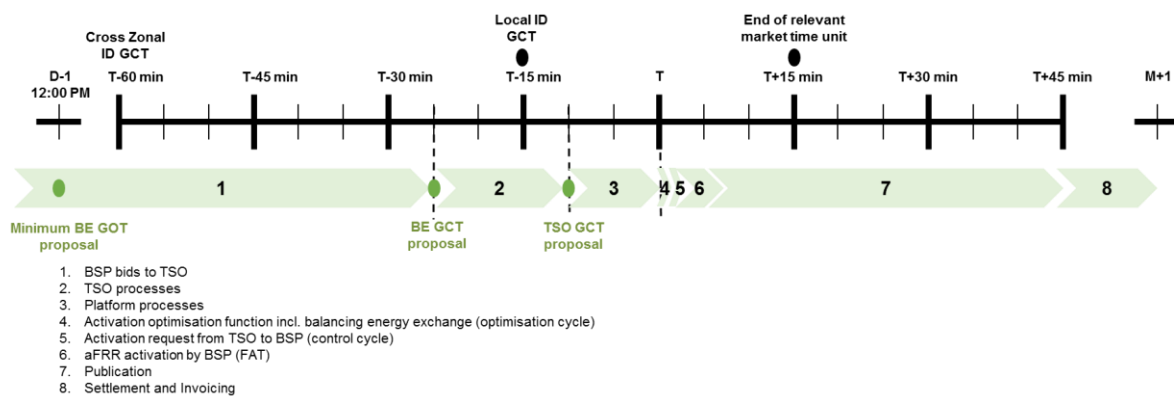 Cross Zonal
ID GCT
Local ID
GCT
End of relevant
market time unit
D-1
12:00 PM
T-60 min
T-45 min
T-30 min
T-15 min
T
T+15 min
T+30 min
T+45 min
M+1
1
2
3
4
5
6
7
8
Minimum BE GOT
proposal
BE GCT
proposal
TSO GCT
proposal
1. BSP bids to TSO
2. TSO processes
3. Platform processes
4. Activation optimisation function incl. balancing energy exchange (optimisation cycle)
5. Activation request from TSO to BSP (control cycle)
6. aFRR activation by BSP (FAT)
7. Publication
8. Settlement and Invoicing